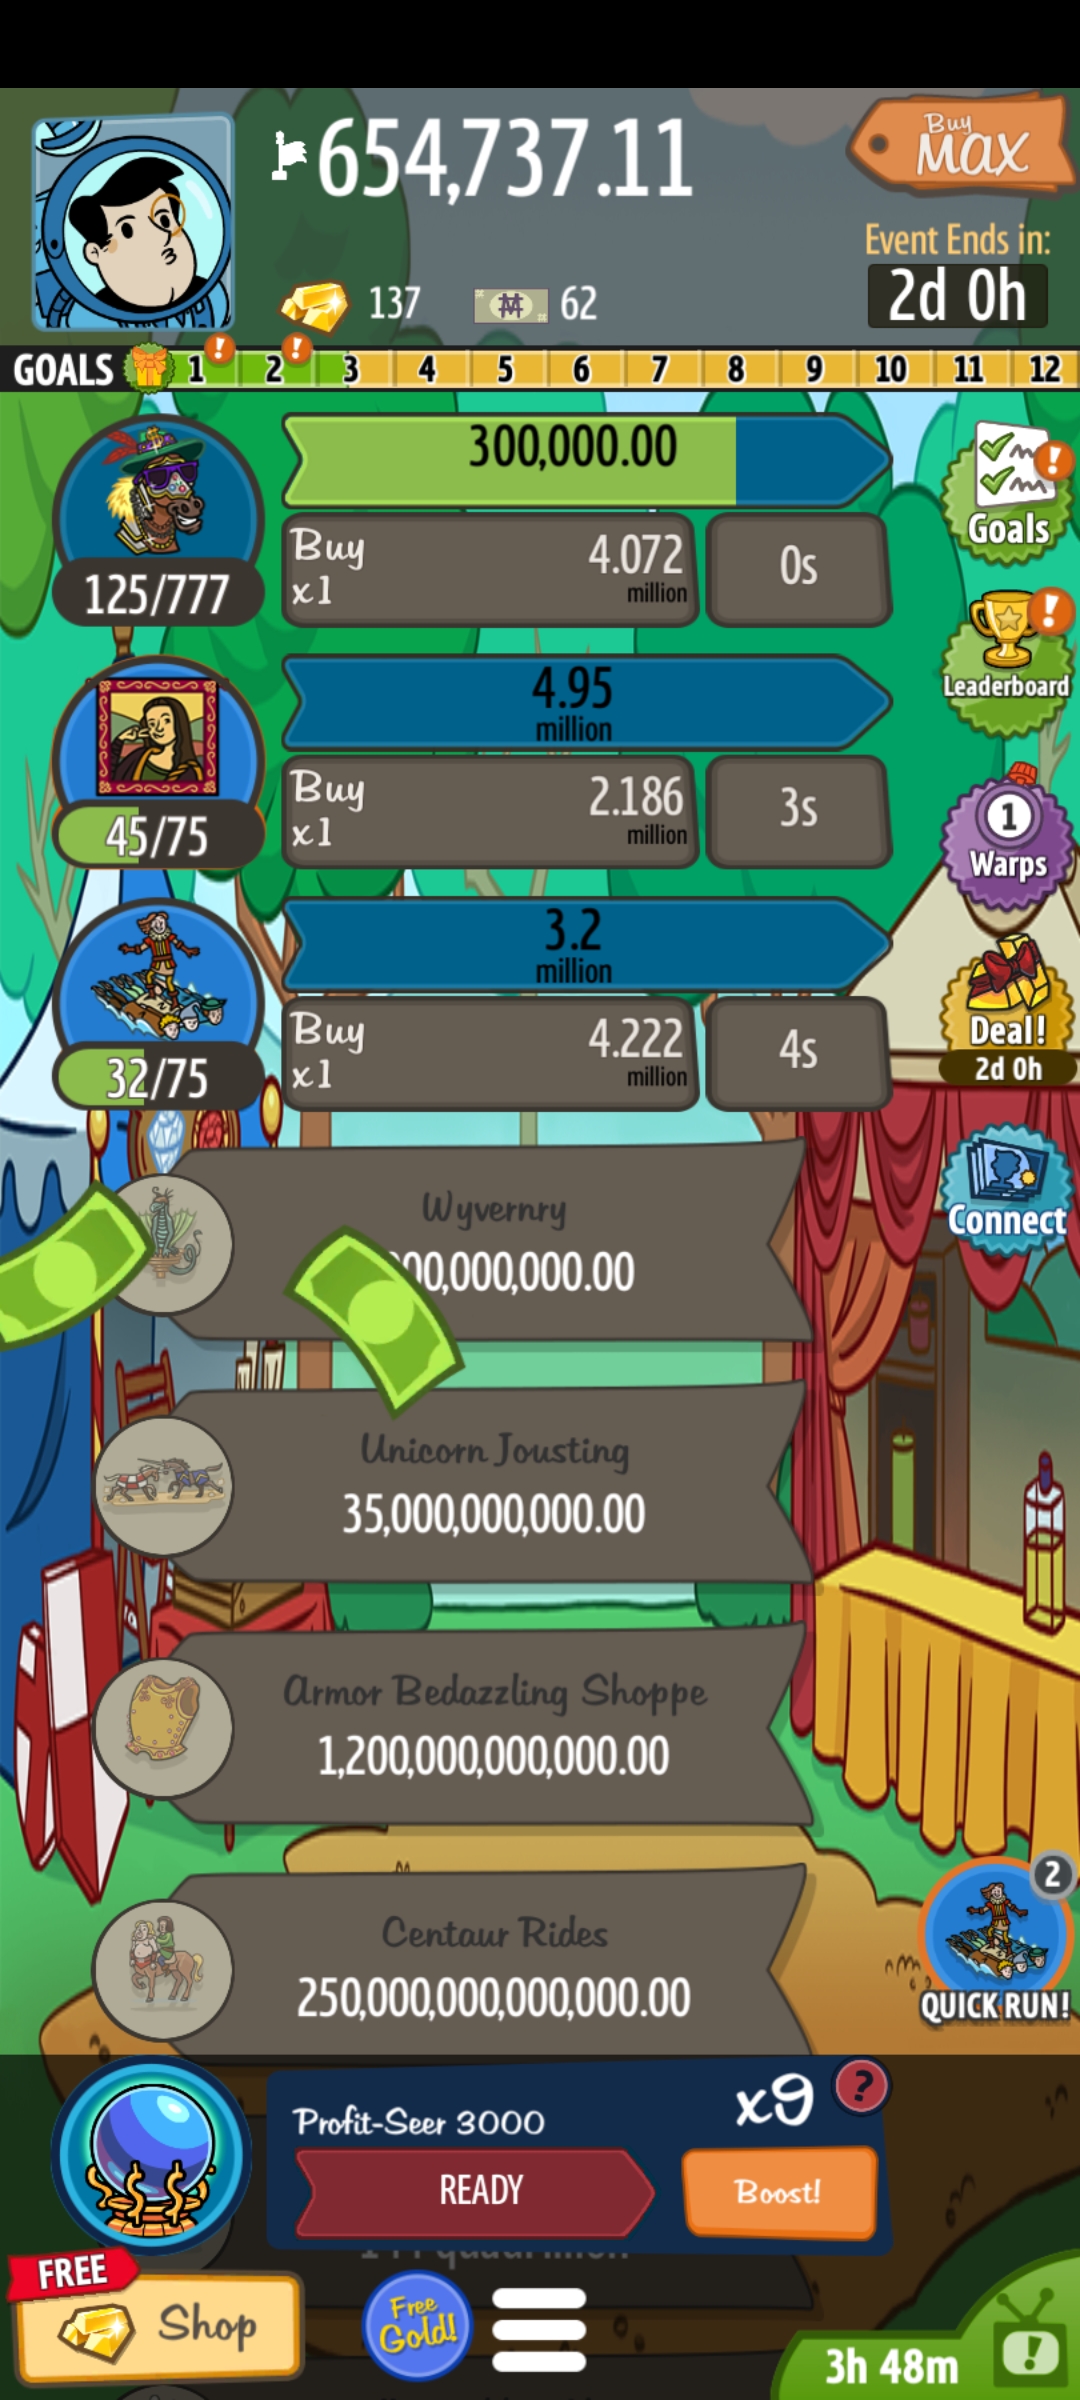 654,737.11
Buy
MAX
Event Ends in:
2d 0h
137
62
GOALS 1 ! 2 ! 3 4 5 6 7 8 9 10 11 12
300,000.00
Buy
x1
4.072
million
0s
125/777
!
Goals
4.95
million
Buy
x1
2.186
million
3s
45/75
!
Leaderboard
1
Warps
3.2
million
Buy
x1
4.222
million
4s
32/75
Deal!
2d 0h
Wyvernry
00,000,000.00
Connect
Unicorn Jousting
35,000,000,000.00
Armor Bedazzling Shoppe
1,200,000,000,000.00
Centaur Rides
250,000,000,000,000.00
2
QUICK RUN!
Profit-Seer 3000
x9
?
READY
Boost!
FREE
Shop
Free
Gold!
3h 48m
!